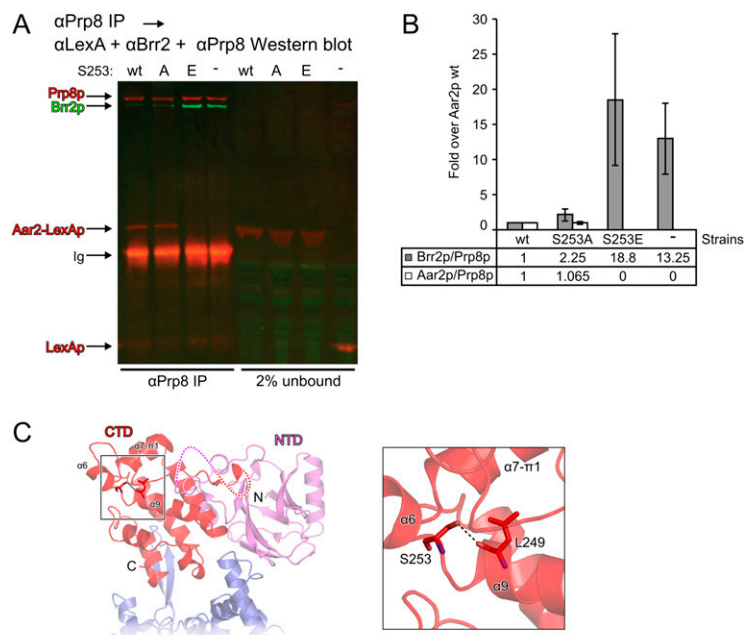 A
αPrp8 IP →
αLexA + αBrr2 + αPrp8 Western blot
S253: wt A E - wt A E -
Prp8p
Brr2p
Aar2-LexAp
Ig
LexAp
αPrp8 IP 2% unbound
B
Fold over Aar2p wt
30
25
20
15
10
5
0
wt S253A S253E - Strains
Brr2p/Prp8p 1 2.25 18.8 13.25
Aar2p/Prp8p 1 1.065 0 0
C
CTD
NTD
α7-π1
α6
α9
N
C
α7-π1
α6
S253
L249
α9